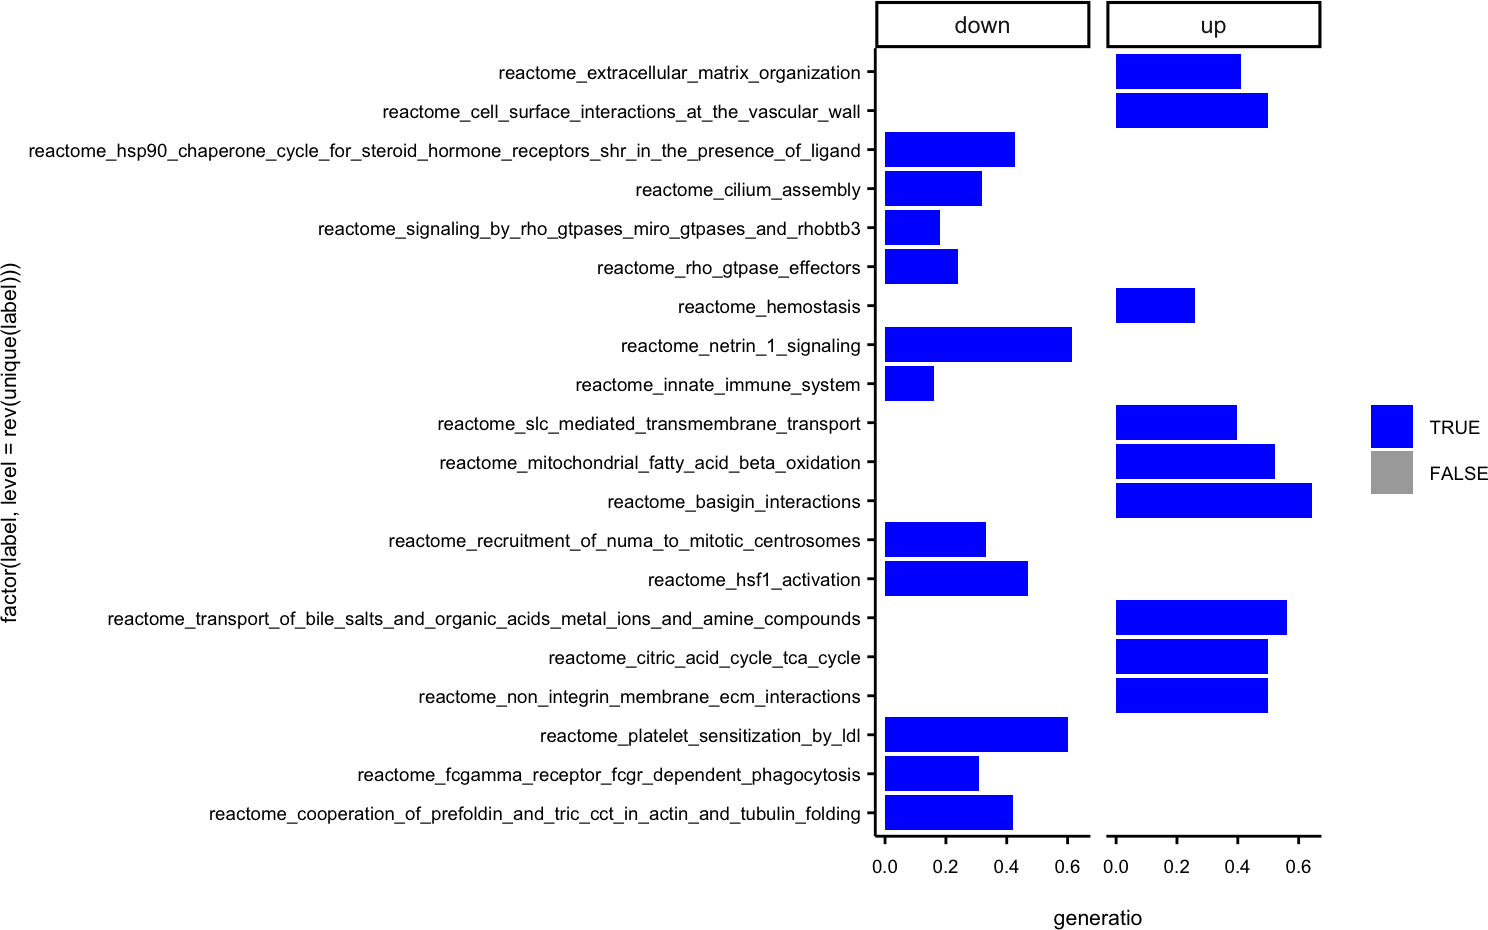 down
up
reactome_extracellular_matrix_organization
reactome_cell_surface_interactions_at_the_vascular_wall
reactome_hsp90_chaperone_cycle_for_steroid_hormone_receptors_shr_in_the_presence_of_ligand
reactome_cilium_assembly
reactome_signaling_by_rho_gtpases_miro_gtpases_and_rhobtb3
reactome_rho_gtpase_effectors
reactome_hemostasis
reactome_netrin_1_signaling
reactome_innate_immune_system
reactome_slc_mediated_transmembrane_transport
reactome_mitochondrial_fatty_acid_beta_oxidation
reactome_basigin_interactions
reactome_recruitment_of_numa_to_mitotic_centrosomes
reactome_hsf1_activation
reactome_transport_of_bile_salts_and_organic_acids_metal_ions_and_amine_compounds
reactome_citric_acid_cycle_tca_cycle
reactome_non_integrin_membrane_ecm_interactions
reactome_platelet_sensitization_by_ldl
reactome_fcgamma_receptor_fcgr_dependent_phagocytosis
reactome_cooperation_of_prefoldin_and_tric_cct_in_actin_and_tubulin_folding
factor(label, level = rev(unique(label)))
0.0 0.2 0.4 0.6
0.0 0.2 0.4 0.6
generatio
TRUE
FALSE